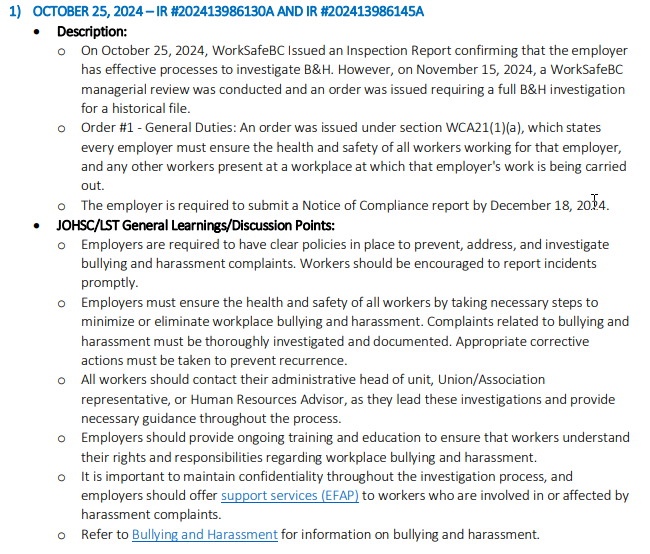 1) OCTOBER 25, 2024 – IR #202413986130A AND IR #202413986145A
• Description:
o On October 25, 2024, WorkSafeBC Issued an Inspection Report confirming that the employer
has effective processes to investigate B&H. However, on November 15, 2024, a WorkSafeBC
managerial review was conducted and an order was issued requiring a full B&H investigation
for a historical file.
o Order #1 - General Duties: An order was issued under section WCA21(1)(a), which states
every employer must ensure the health and safety of all workers working for that employer,
and any other workers present at a workplace at which that employer's work is being carried
out.
o The employer is required to submit a Notice of Compliance report by December 18, 2024.
• JOHSC/LST General Learnings/Discussion Points:
o Employers are required to have clear policies in place to prevent, address, and investigate
bullying and harassment complaints. Workers should be encouraged to report incidents
promptly.
o Employers must ensure the health and safety of all workers by taking necessary steps to
minimize or eliminate workplace bullying and harassment. Complaints related to bullying and
harassment must be thoroughly investigated and documented. Appropriate corrective
actions must be taken to prevent recurrence.
o All workers should contact their administrative head of unit, Union/Association
representative, or Human Resources Advisor, as they lead these investigations and provide
necessary guidance throughout the process.
o Employers should provide ongoing training and education to ensure that workers understand
their rights and responsibilities regarding workplace bullying and harassment.
o It is important to maintain confidentiality throughout the investigation process, and
employers should offer support services (EFAP) to workers who are involved in or affected by
harassment complaints.
o Refer to Bullying and Harassment for information on bullying and harassment.